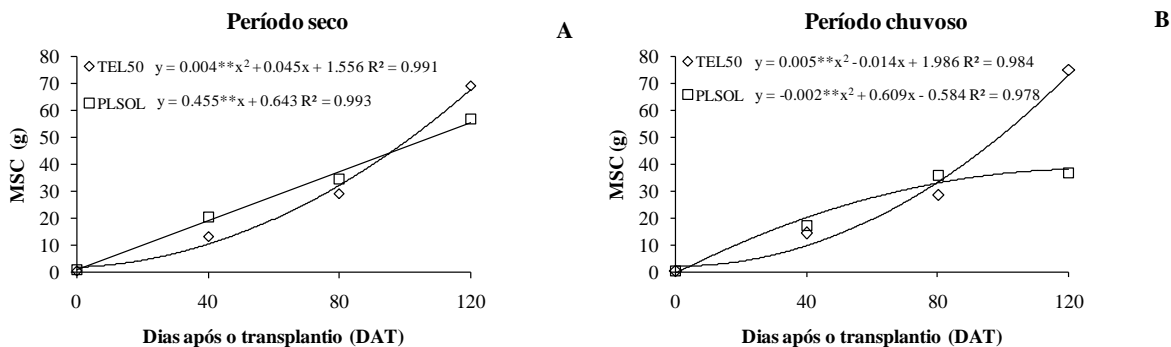 Período seco
A
80
70
60
50
40
30
20
10
0
MSC (g)
TEL50 y = 0.004**x² + 0.045x + 1.556 R² = 0.991
PLSOL y = 0.455**x + 0.643 R² = 0.993
0 40 80 120
Dias após o transplantio (DAT)
Período chuvoso
B
80
70
60
50
40
30
20
10
0
MSC (g)
TEL50 y = 0.005**x² - 0.014x + 1.986 R² = 0.984
PLSOL y = -0.002**x² + 0.609x - 0.584 R² = 0.978
0 40 80 120
Dias após o transplantio (DAT)